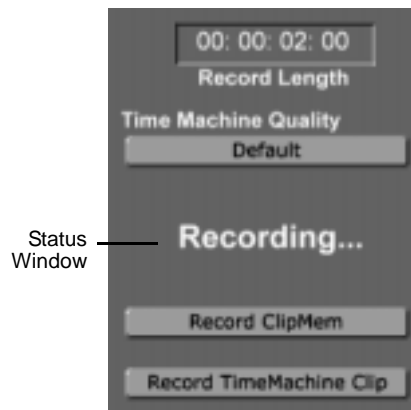 00: 00: 02: 00
Record Length
Time Machine Quality
Default
Status
Window
Recording...
Record ClipMem
Record TimeMachine Clip